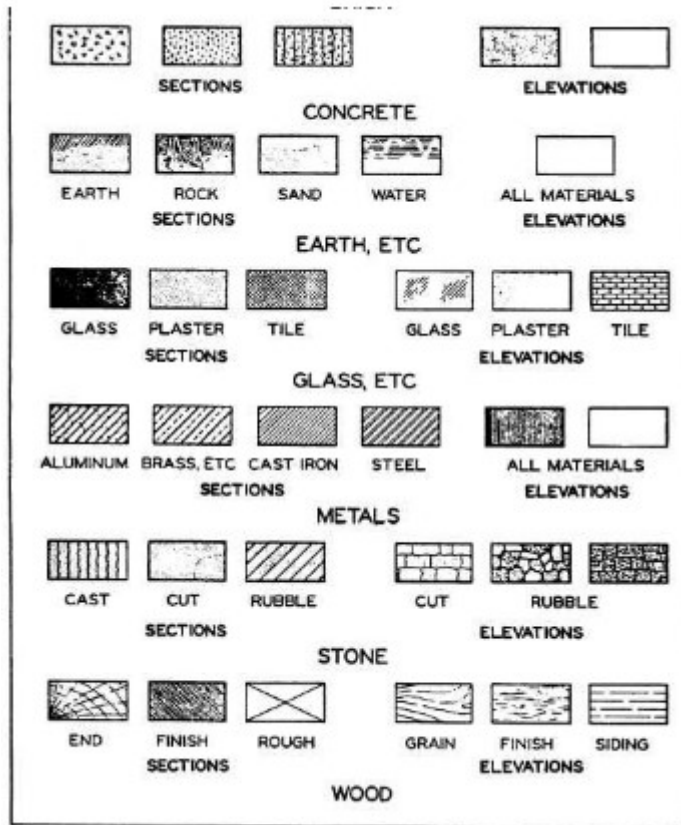 SECTIONS ELEVATIONS
CONCRETE
EARTH ROCK SAND WATER ALL MATERIALS
SECTIONS ELEVATIONS
EARTH, ETC
GLASS PLASTER TILE GLASS PLASTER TILE
SECTIONS ELEVATIONS
GLASS, ETC
ALUMINUM BRASS, ETC CAST IRON STEEL ALL MATERIALS
SECTIONS ELEVATIONS
METALS
CAST CUT RUBBLE CUT RUBBLE
SECTIONS ELEVATIONS
STONE
END FINISH ROUGH GRAIN FINISH SIDING
SECTIONS ELEVATIONS
WOOD